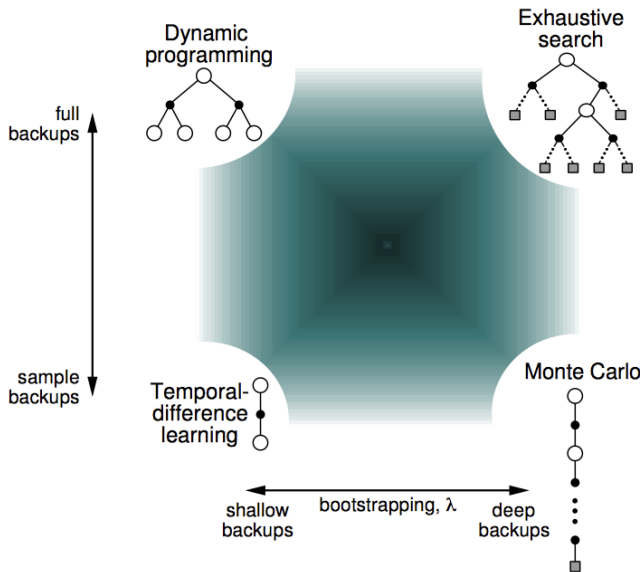 Dynamic
programming
Exhaustive
search
full
backups
sample
backups
Temporal-
difference
learning
Monte Carlo
shallow
backups
bootstrapping, λ
deep
backups